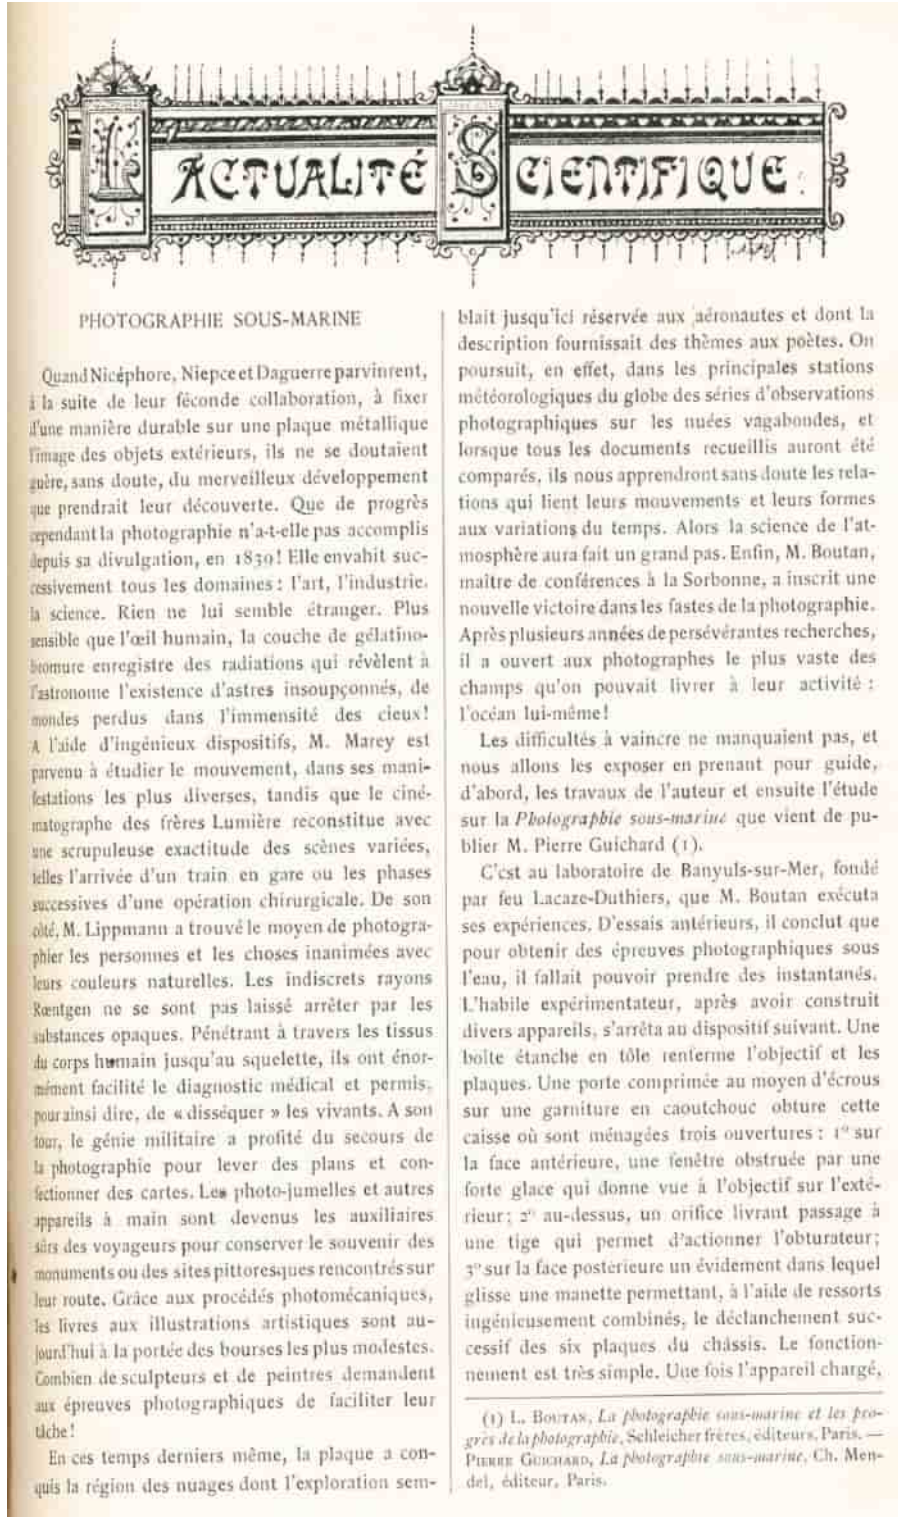 L'ACTUALITÉ SCIENTIFIQUE
PHOTOGRAPHIE SOUS-MARINE
Quand Nicéphore, Niepce et Daguerre parvinrent,
à la suite de leur féconde collaboration, à fixer
d'une manière durable sur une plaque métallique
l'image des objets extérieurs, ils ne se doutaient
guère, sans doute, du merveilleux développement
que prendrait leur découverte. Que de progrès
cependant la photographie n'a-t-elle pas accomplis
depuis sa divulgation, en 1839! Elle envahit suc-
cessivement tous les domaines : l'art, l'industrie,
la science. Rien ne lui semble étranger. Plus
sensible que l'œil humain, la couche de gélatino-
bromure enregistre des radiations qui révèlent à
l'astronome l'existence d'astres insoupçonnés, de
mondes perdus dans l'immensité des cieux!
A l'aide d'ingénieux dispositifs, M. Marey est
parvenu à étudier le mouvement, dans ses mani-
festations les plus diverses, tandis que le ciné-
matographe des frères Lumière reconstitue avec
une scrupuleuse exactitude des scènes variées,
telles l'arrivée d'un train en gare ou les phases
successives d'une opération chirurgicale. De son
côté, M. Lippmann a trouvé le moyen de photogra-
phier les personnes et les choses inanimées avec
leurs couleurs naturelles. Les indiscrets rayons
Rœntgen ne se sont pas laissé arrêter par les
substances opaques. Pénétrant à travers les tissus
du corps humain jusqu'au squelette, ils ont énor-
mément facilité le diagnostic médical et permis,
pour ainsi dire, de « disséquer » les vivants. A son
tour, le génie militaire a profité du secours de
la photographie pour lever des plans et con-
fectionner des cartes. Les photo-jumelles et autres
appareils à main sont devenus les auxiliaires
sûrs des voyageurs pour conserver le souvenir des
monuments ou des sites pittoresques rencontrés sur
leur route. Grâce aux procédés photomécaniques,
les livres aux illustrations artistiques sont au-
jourd'hui à la portée des bourses les plus modestes.
Combien de sculpteurs et de peintres demandent
aux épreuves photographiques de faciliter leur
tâche!
En ces temps derniers même, la plaque a con-
quis la région des nuages dont l'exploration sem-
blait jusqu'ici réservée aux aéronautes et dont la
description fournissait des thèmes aux poètes. On
poursuit, en effet, dans les principales stations
météorologiques du globe des séries d'observations
photographiques sur les nuées vagabondes, et
lorsque tous les documents recueillis auront été
comparés, ils nous apprendront sans doute les rela-
tions qui lient leurs mouvements et leurs formes
aux variations du temps. Alors la science de l'at-
mosphère aura fait un grand pas. Enfin, M. Boutan,
maître de conférences à la Sorbonne, a inscrit une
nouvelle victoire dans les fastes de la photographie.
Après plusieurs années de persévérantes recherches,
il a ouvert aux photographes le plus vaste des
champs qu'on pouvait livrer à leur activité :
l'océan lui-même!
Les difficultés à vaincre ne manquaient pas, et
nous allons les exposer en prenant pour guide,
d'abord, les travaux de l'auteur et ensuite l'étude
sur la Photographie sous-marine que vient de pu-
blier M. Pierre Guichard (1).
C'est au laboratoire de Banyuls-sur-Mer, fondé
par feu Lacaze-Duthiers, que M. Boutan exécuta
ses expériences. D'essais antérieurs, il conclut que
pour obtenir des épreuves photographiques sous
l'eau, il fallait pouvoir prendre des instantanés.
L'habile expérimentateur, après avoir construit
divers appareils, s'arrêta au dispositif suivant. Une
boîte étanche en tôle renferme l'objectif et les
plaques. Une porte comprimée au moyen d'écrous
sur une garniture en caoutchouc obture cette
caisse où sont ménagées trois ouvertures : 1° sur
la face antérieure, une fenêtre obstruée par une
forte glace qui donne vue à l'objectif sur l'exté-
rieur; 2° au-dessus, un orifice livrant passage à
une tige qui permet d'actionner l'obturateur;
3° sur la face postérieure un évidement dans lequel
glisse une manette permettant, à l'aide de ressorts
ingénieusement combinés, le déclanchement suc-
cessif des six plaques du châssis. Le fonction-
nement est très simple. Une fois l'appareil chargé,
(1) L. BOUTAN, La photographie sous-marine et les pro-
grès de la photographie, Schleicher frères, éditeurs, Paris. —
PIERRE GUICHARD, La photographie sous-marine, Ch. Men-
del, éditeur, Paris.